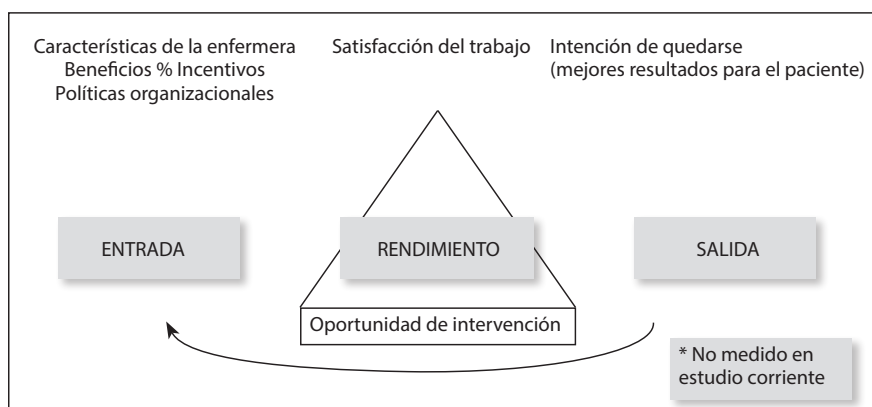 Características de la enfermera
Beneficios % Incentivos
Políticas organizacionales
Satisfacción del trabajo
Intención de quedarse
(mejores resultados para el paciente)
ENTRADA
RENDIMIENTO
SALIDA
Oportunidad de intervención
* No medido en
estudio corriente